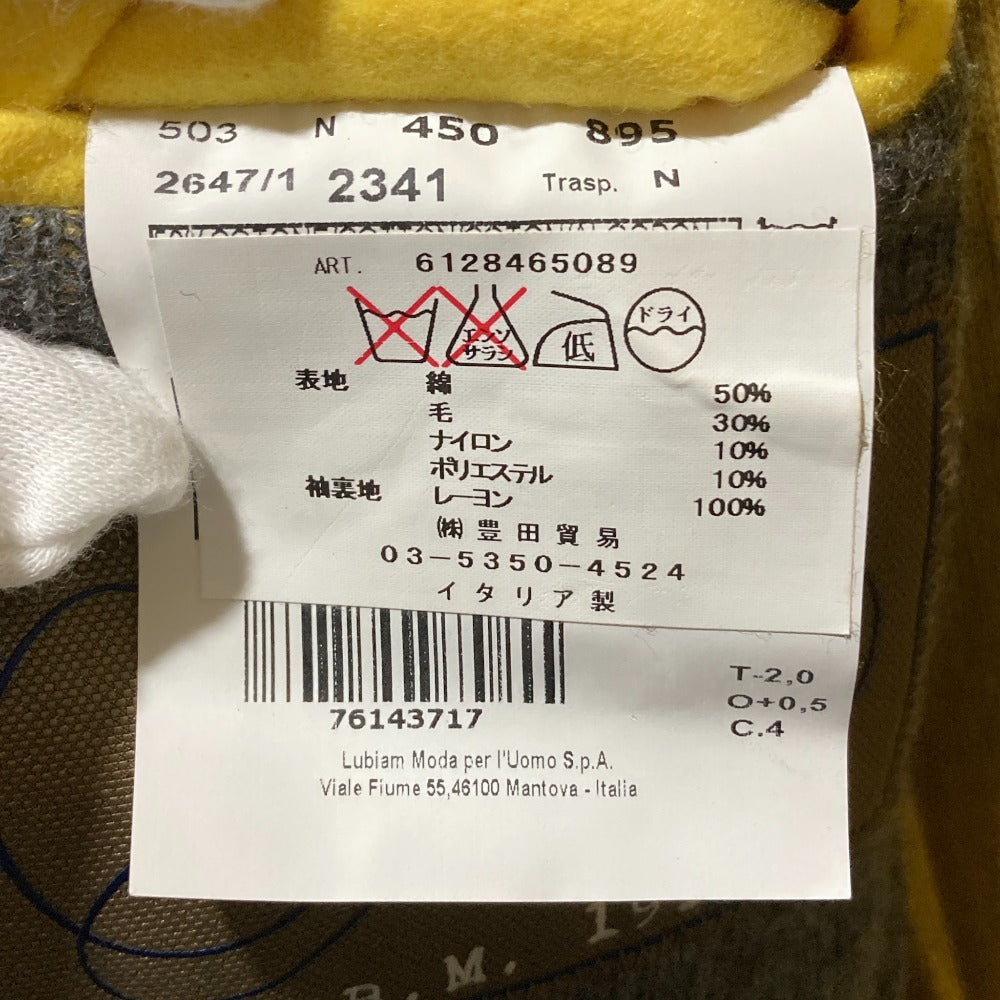 503 N 450 895
2647/1 2341 Trasp. N
ART. 6128465089
エンソ サラシ 低 ドライ
表地 綿 50%
毛 30%
ナイロン 10%
ポリエステル 10%
袖裏地 レーヨン 100%
㈱豊田貿易
03-5350-4524
イタリア製
T-2,0
O+0,5
C.4
76143717
Lubiam Moda per l'Uomo S.p.A.
Viale Fiume 55,46100 Mantova - Italia